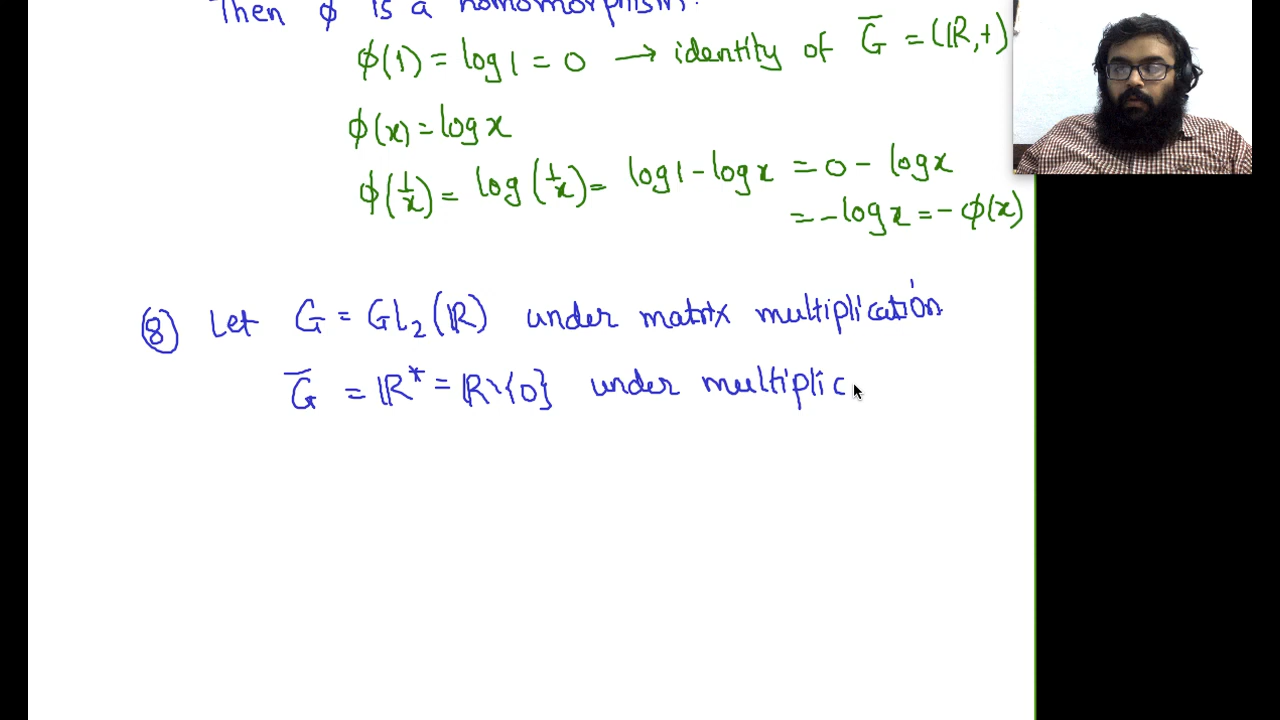 Then ϕ is a homomorphism.
ϕ(1) = log 1 = 0 → identity of G̅ = (ℝ,+)
ϕ(x) = log x
ϕ(1/x) = log(1/x) = log 1 - log x = 0 - log x
= - log x = - ϕ(x)
⑧ Let G = GL₂(ℝ) under matrix multiplication
G̅ = ℝ* = ℝ∖{0} under multiplic